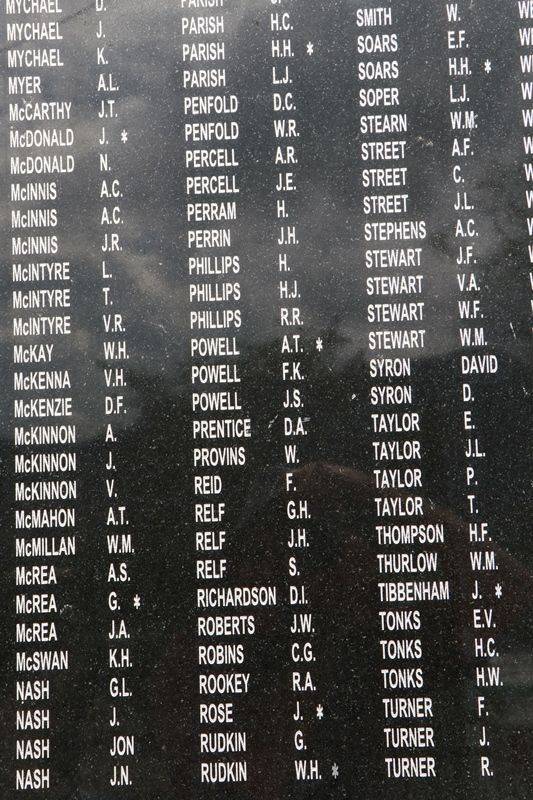 MYCHAEL D.
MYCHAEL J.
MYCHAEL K.
MYER A.L.
McCARTHY J.T.
McDONALD J. *
McDONALD N.
McINNIS A.C.
McINNIS A.C.
McINNIS J.R.
McINTYRE L.
McINTYRE T.
McINTYRE V.R.
McKAY W.H.
McKENNA V.H.
McKENZIE D.F.
McKINNON A.
McKINNON J.
McKINNON V.
McMAHON A.T.
McMILLAN W.M.
McREA A.S.
McREA G. *
McREA J.A.
McSWAN K.H.
NASH G.L.
NASH J.
NASH JON
NASH J.N.
PARISH
PARISH H.C.
PARISH H.H. *
PARISH L.J.
PENFOLD D.C.
PENFOLD W.R.
PERCELL A.R.
PERCELL J.E.
PERRAM H.
PERRIN J.H.
PHILLIPS H.
PHILLIPS H.J.
PHILLIPS R.R.
POWELL A.T. *
POWELL F.K.
POWELL J.S.
PRENTICE D.A.
PROVINS W.
REID F.
RELF G.H.
RELF J.H.
RELF S.
RICHARDSON D.I.
ROBERTS J.W.
ROBINS C.G.
ROOKEY R.A.
ROSE J. *
RUDKIN G.
RUDKIN W.H. *
SMITH W.
SOARS E.F.
SOARS H.H. *
SOPER L.J.
STEARN W.M.
STREET A.F.
STREET C.
STREET J.L.
STEPHENS A.C.
STEWART J.F.
STEWART V.A.
STEWART W.F.
STEWART W.M.
SYRON DAVID
SYRON D.
TAYLOR E.
TAYLOR J.L.
TAYLOR P.
TAYLOR T.
THOMPSON H.F.
THURLOW W.M.
TIBBENHAM J. *
TONKS E.V.
TONKS H.C.
TONKS H.W.
TURNER F.
TURNER J.
TURNER R.